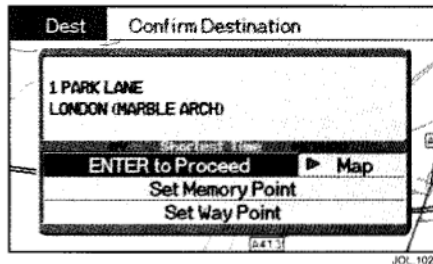 Dest Confirm Destination
1 PARK LANE
LONDON (MARBLE ARCH)
Shortest Time
ENTER to Proceed Map
Set Memory Point
Set Way Point
A413
JOL.102